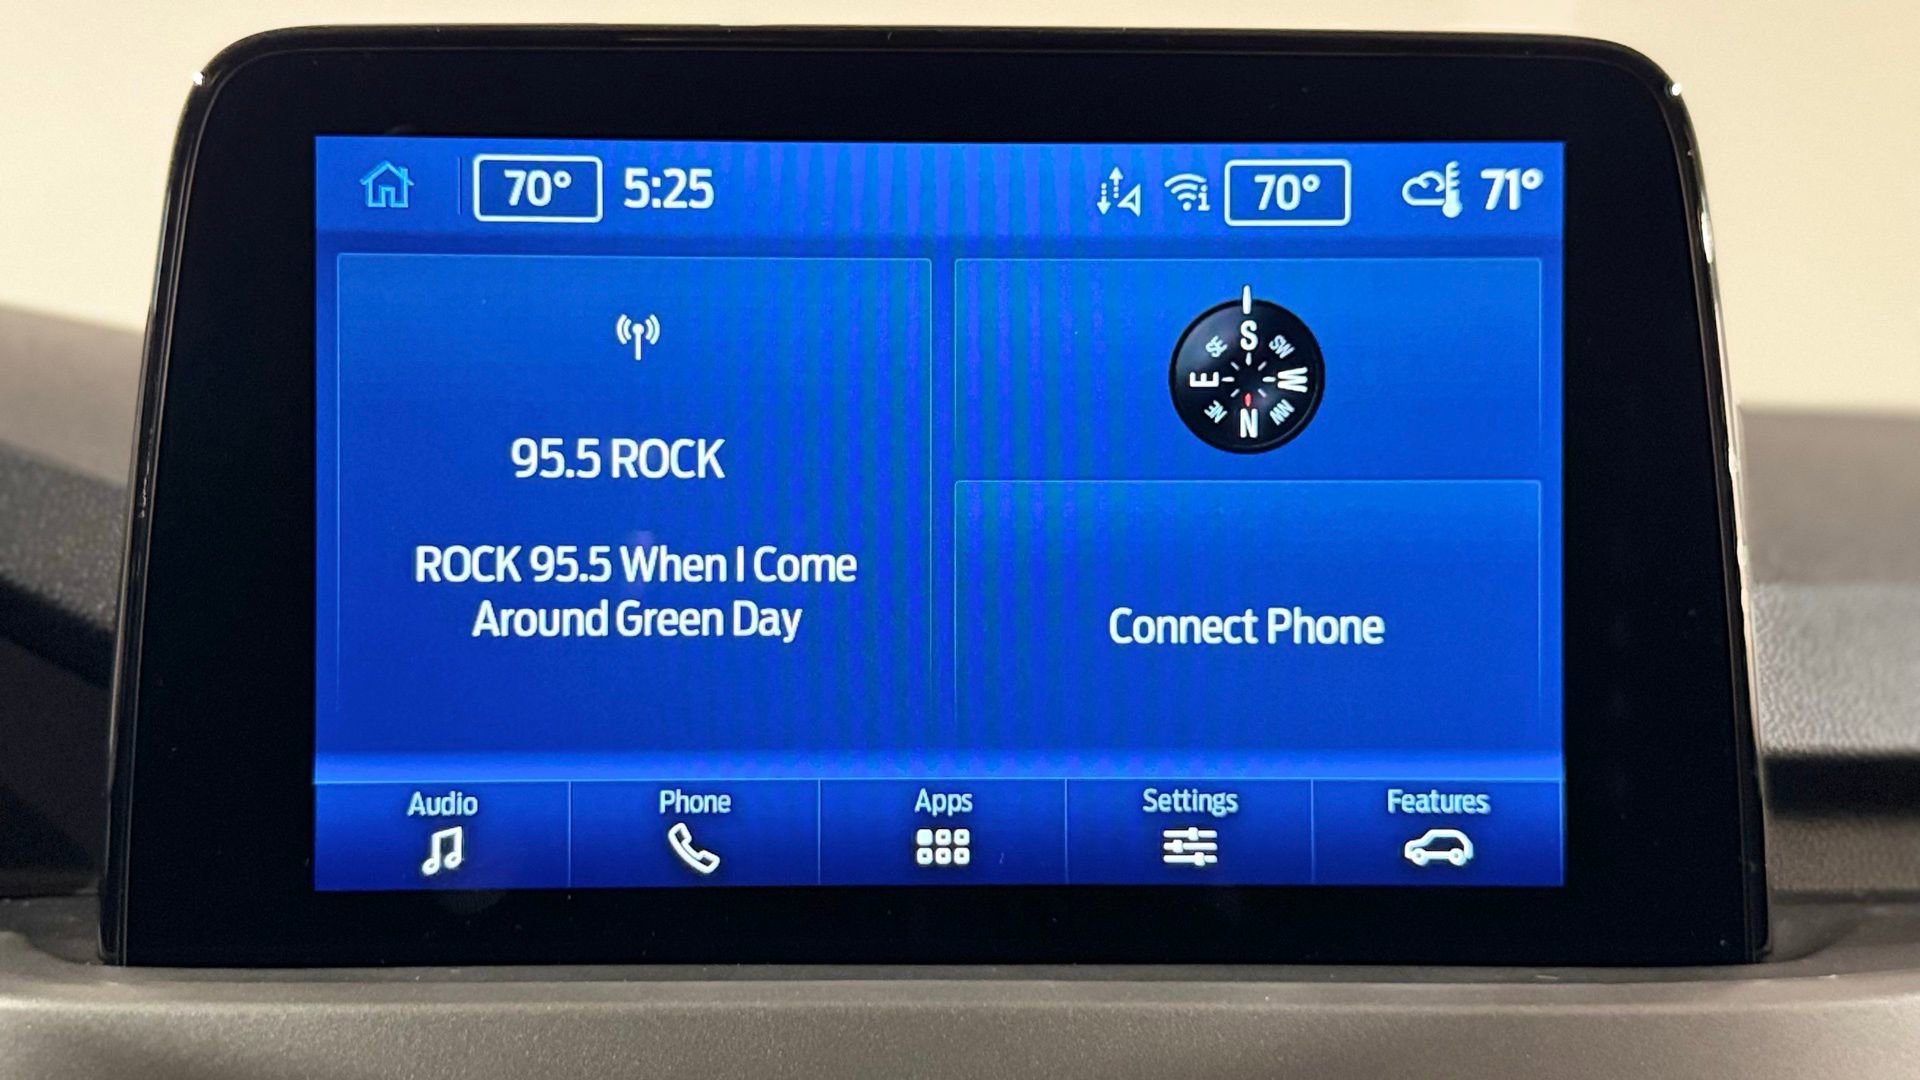 70° 5:25 70° 71°
95.5 ROCK
ROCK 95.5 When I Come
Around Green Day
S
SE SW
E W
NE NW
N
Connect Phone
Audio Phone Apps Settings Features